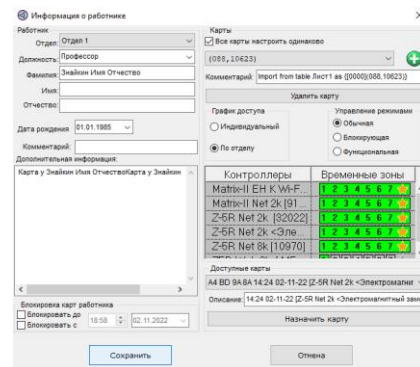 Информация о работнике
Работник
Отдел: Отдел 1
Должность: Профессор
Фамилия: Знайкин Имя Отчество
Имя:
Отчество:
Дата рождения 01.01.1985
Комментарий:
Дополнительная информация:
Карта у Знайкин Имя ОтчествоКарта у Знайкин
Блокировка карт работника
Блокировать до
Блокировать с
18:58 02.11.2022
Сохранить
Карты
Все карты настроить одинаково
(088,10623)
Комментарий: Import from table Лист1 as ([0000](088,10623))
Удалить карту
График доступа
Индивидуальный
По отделу
Управление режимами
Обычная
Блокирующая
Функциональная
Контроллеры Временные зоны
Matrix-II EH K Wi-F... 1 2 3 4 5 6 7
Matrix-II Net 2k [91... 1 2 3 4 5 6 7
Z-5R Net 2k [32022] 1 2 3 4 5 6 7
Z-5R Net 2k <Эле... 1 2 3 4 5 6 7
Z-5R Net 8k [10970] 1 2 3 4 5 6 7
Доступные карты
A4 BD 9A 8A 14:24 02-11-22 [Z-5R Net 2k <Электромагнит
Описание: 14:24 02-11-22 [Z-5R Net 2k <Электромагнитный зам
Назначить карту
Отмена